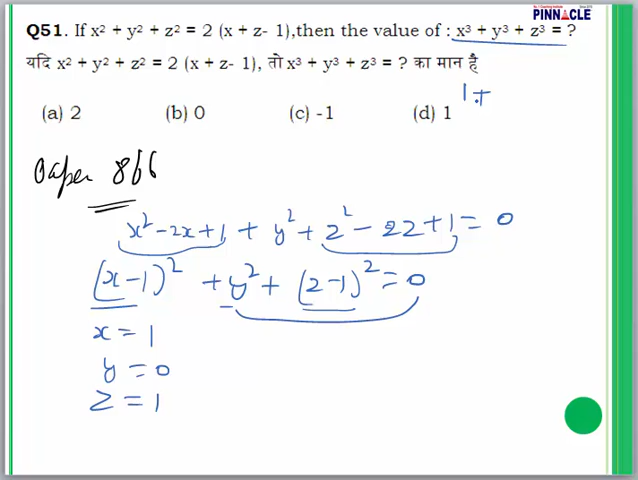 PINNACLE
Q51. If x² + y² + z² = 2 (x + z- 1),then the value of : x³ + y³ + z³ = ?
यदि x² + y² + z² = 2 (x + z- 1), तो x³ + y³ + z³ = ? का मान है
1+
(a) 2 (b) 0 (c) -1 (d) 1
Paper 866
x² - 2x + 1 + y² + z² - 2z + 1 = 0
(x - 1)² + y² + (z - 1)² = 0
x = 1
y = 0
z = 1